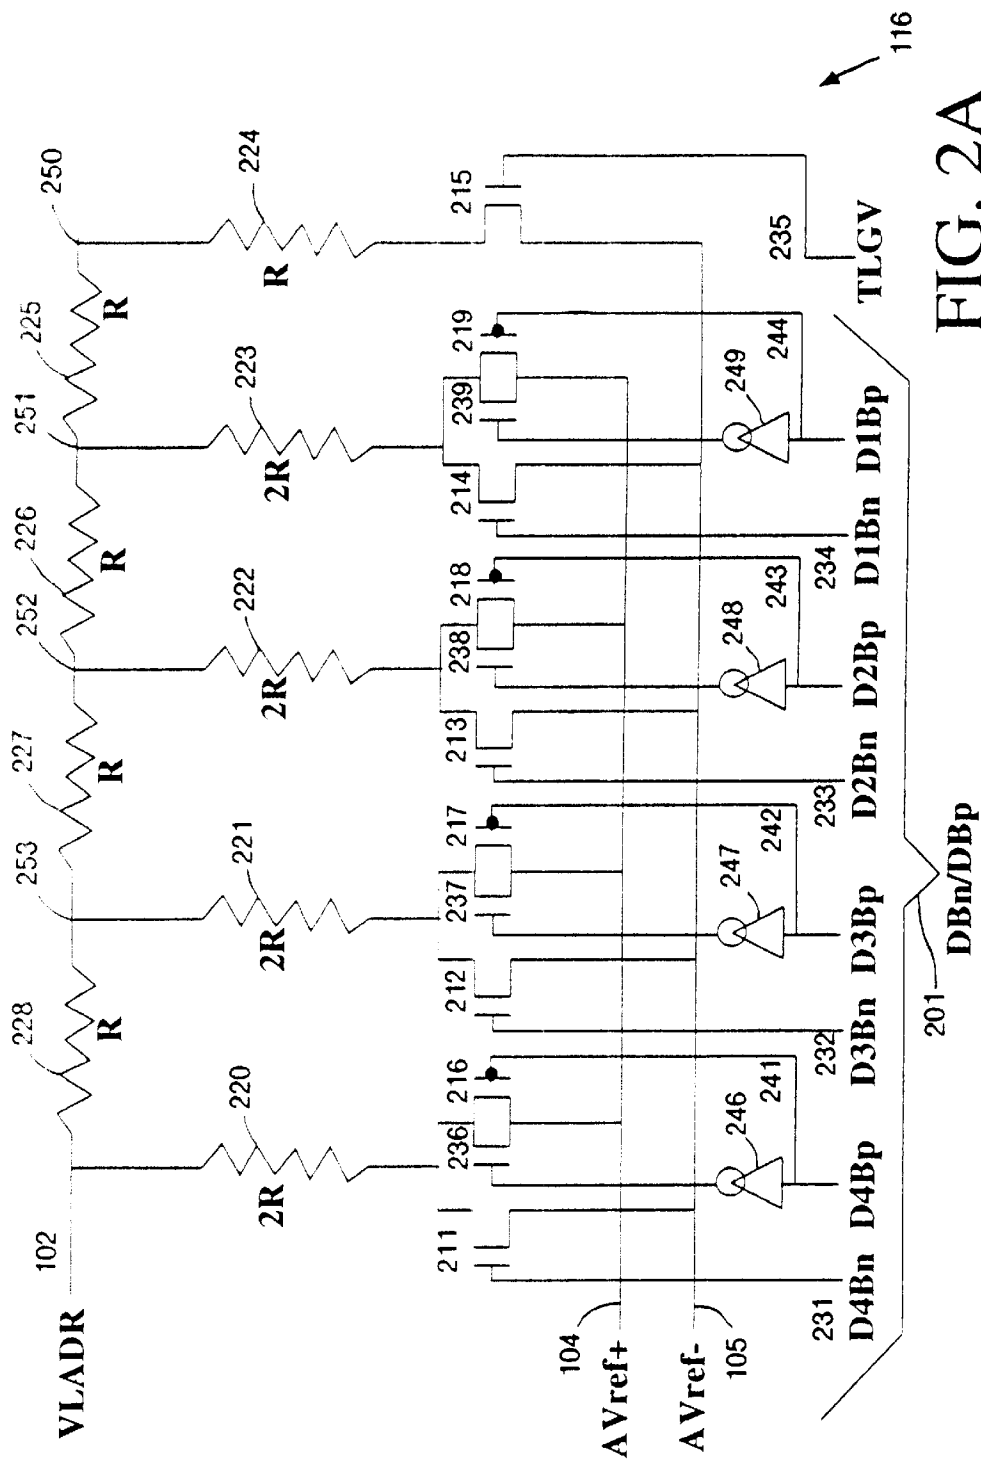 116
250
224
225
R
R
215
235
TLGV
251
223
2R
219
239
214
244
249
D1Bp
D1Bn
234
226
R
252
222
2R
218
238
213
243
248
D2Bp
D2Bn
233
227
R
253
221
2R
217
237
212
242
247
D3Bp
D3Bn
232
228
R
220
2R
216
236
211
241
246
D4Bp
D4Bn
231
102
VLADR
104
AVref+
AVref-
105
201
DBn/DBp
FIG. 2A